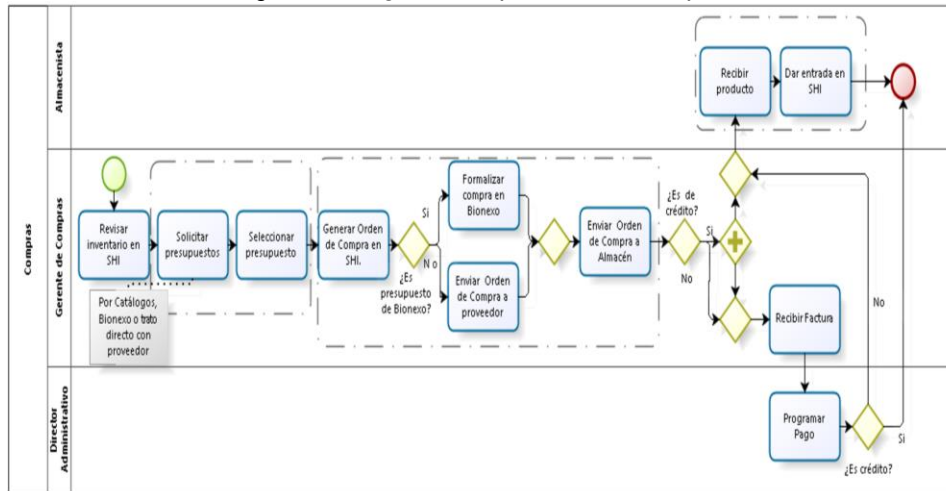 Compras
Almacenista
Recibir
producto
Dar entrada en
SHI
Gerente de Compras
Revisar
inventario en
SHI
Solicitar
presupuestos
Seleccionar
presupuesto
Generar Orden
de Compra en
SHI.
Si
N o
¿Es
presupuesto
de Bionexo?
Formalizar
compra en
Bionexo
Enviar Orden
de Compra a
proveedor
Enviar Orden
de Compra a
Almacén
¿Es de
crédito?
Si
No
Recibir Factura
No
Por Catálogos,
Bionexo o trato
directo con
proveedor
Director
Administrativo
Programar
Pago
¿Es crédito?
Si